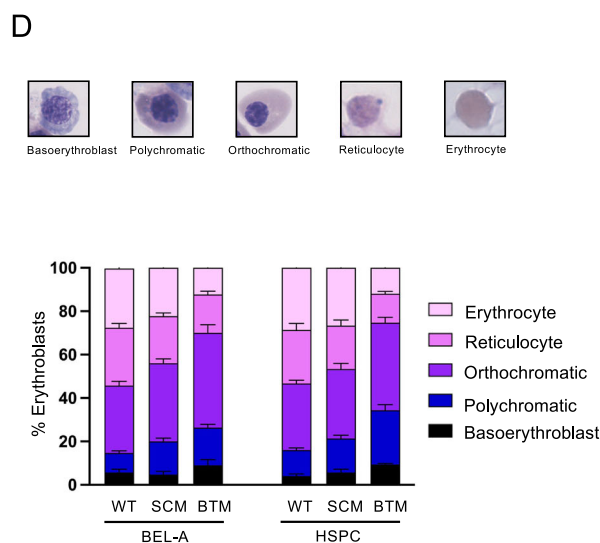 D
Basoerythroblast Polychromatic Orthochromatic Reticulocyte Erythrocyte
100
80
60
40
20
0
% Erythroblasts
WT SCM BTM WT SCM BTM
BEL-A HSPC
Erythrocyte
Reticulocyte
Orthochromatic
Polychromatic
Basoerythroblast